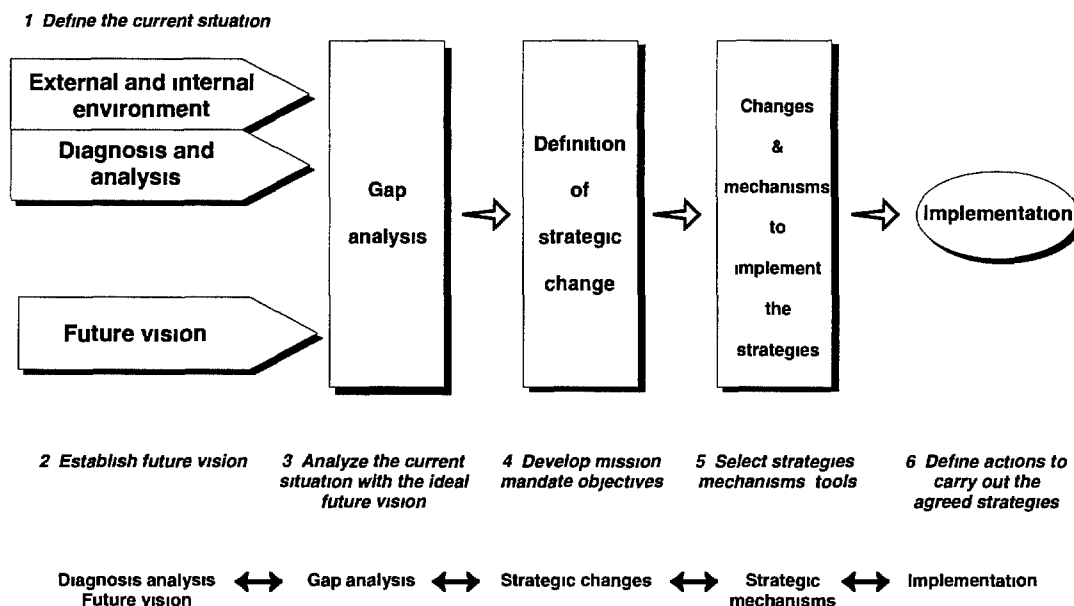 1 Define the current situation
External and internal
environment
Diagnosis and
analysis
Future vision
Gap
analysis
Definition
of
strategic
change
Changes
&
mechanisms
to
implement
the
strategies
Implementation
2 Establish future vision
3 Analyze the current
situation with the ideal
future vision
4 Develop mission
mandate objectives
5 Select strategies
mechanisms tools
6 Define actions to
carry out the
agreed strategies
Diagnosis analysis
Future vision
Gap analysis
Strategic changes
Strategic
mechanisms
Implementation